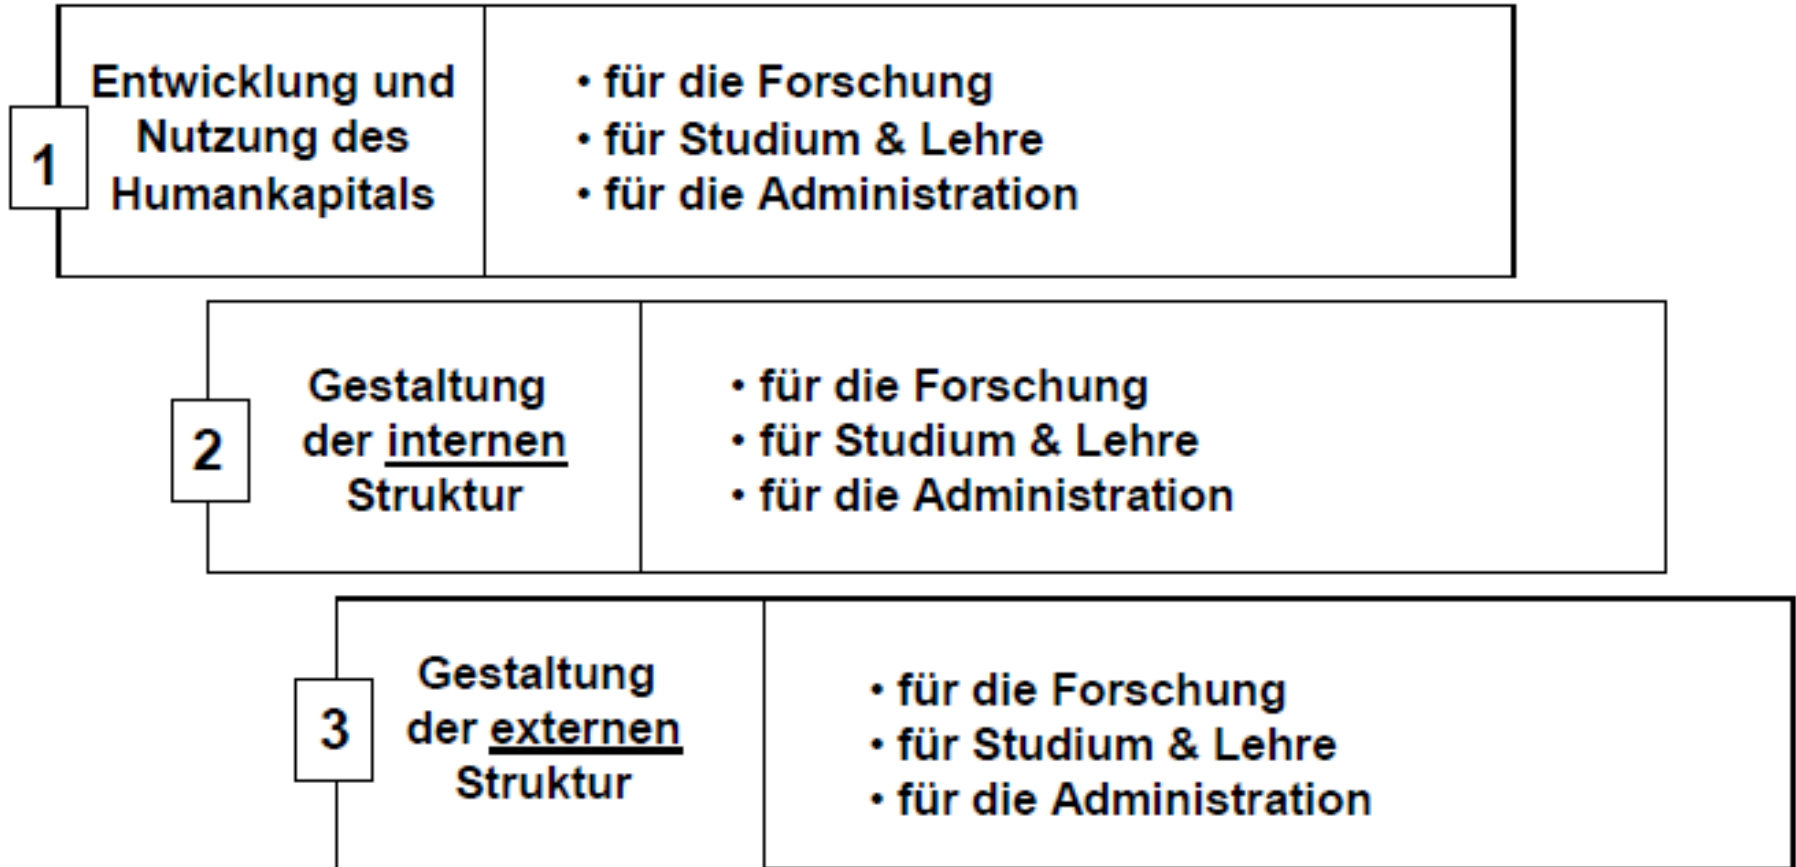 1
Entwicklung und
Nutzung des
Humankapitals
• für die Forschung
• für Studium & Lehre
• für die Administration
2
Gestaltung
der internen
Struktur
• für die Forschung
• für Studium & Lehre
• für die Administration
3
Gestaltung
der externen
Struktur
• für die Forschung
• für Studium & Lehre
• für die Administration